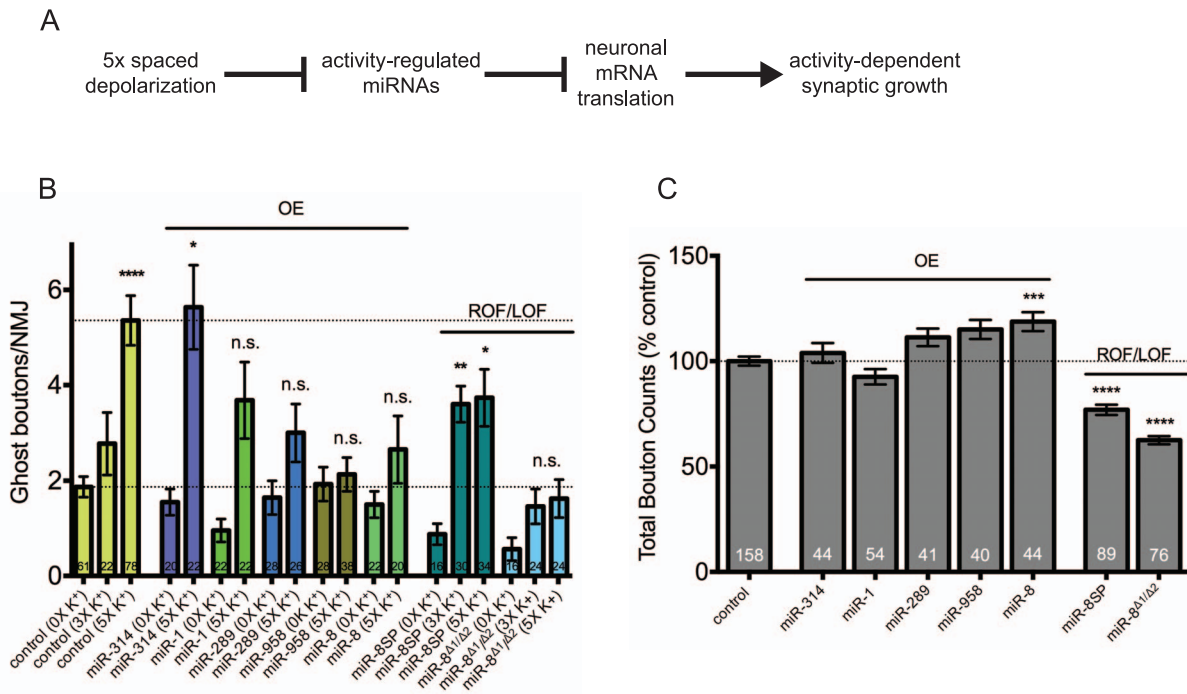 A
5x spaced
depolarization
activity-regulated
miRNAs
neuronal
mRNA
translation
activity-dependent
synaptic growth
B
Ghost boutons/NMJ
6
4
2
0
OE
ROF/LOF
****
*
n.s.
n.s.
n.s.
n.s.
**
*
n.s.
61
22
78
20
22
22
22
28
26
28
38
22
20
16
30
34
16
24
24
control (0X K+)
control (3X K+)
control (5X K+)
miR-314 (0X K+)
miR-314 (5X K+)
miR-1 (0X K+)
miR-1 (5X K+)
miR-289 (0X K+)
miR-289 (5X K+)
miR-958 (0X K+)
miR-958 (5X K+)
miR-8 (0X K+)
miR-8 (5X K+)
miR-8SP (0X K+)
miR-8SP (3X K+)
miR-8SP (5X K+)
miR-8Δ1/Δ2 (0X K+)
miR-8Δ1/Δ2 (3X K+)
miR-8Δ1/Δ2 (5X K+)
C
Total Bouton Counts (% control)
150
100
50
0
OE
ROF/LOF
***
****
****
158
44
54
41
40
44
89
76
control
miR-314
miR-1
miR-289
miR-958
miR-8
miR-8SP
miR-8Δ1/Δ2